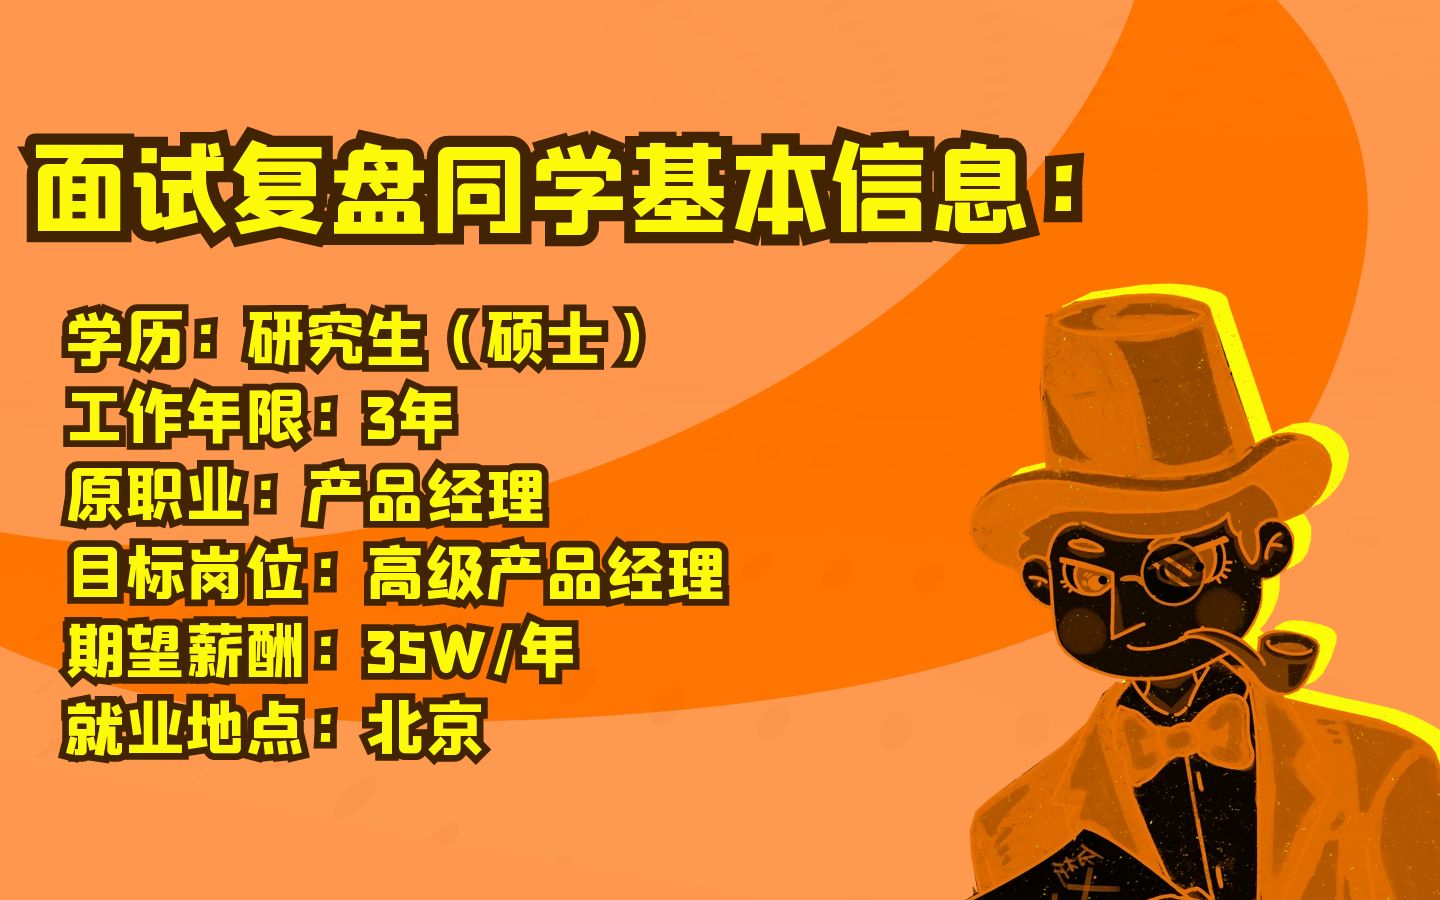 面试复盘同学基本信息：
学历：研究生（硕士）
工作年限：3年
原职业：产品经理
目标岗位：高级产品经理
期望薪酬：35W/年
就业地点：北京